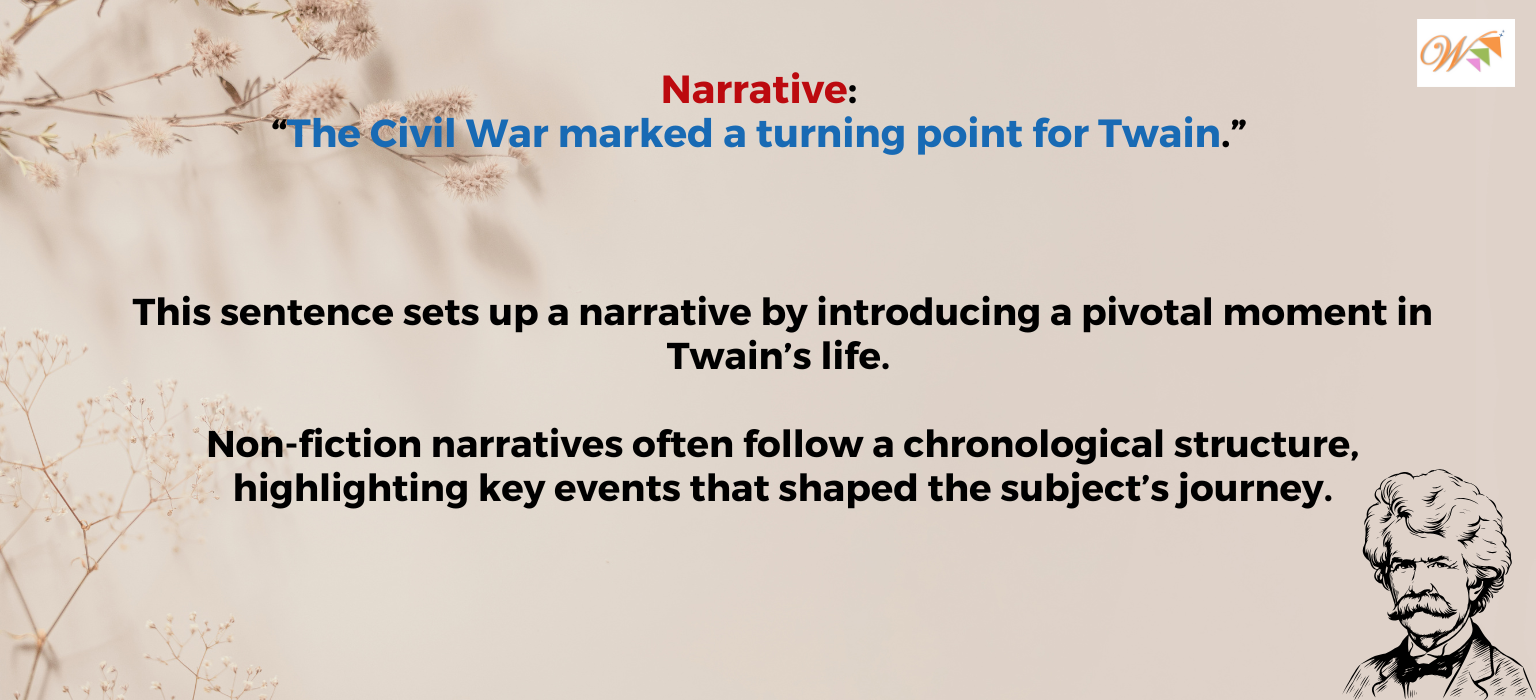 Narrative:
“The Civil War marked a turning point for Twain.”
This sentence sets up a narrative by introducing a pivotal moment in
Twain’s life.
Non-fiction narratives often follow a chronological structure,
highlighting key events that shaped the subject’s journey.
W